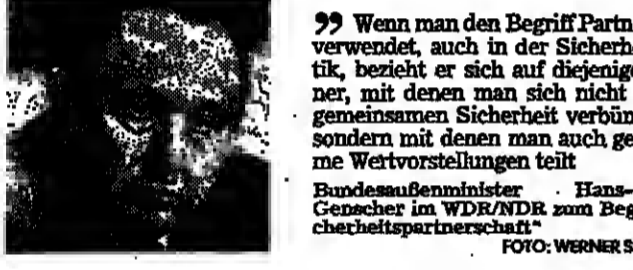 99 Wenn man den Begriff Partn
verwendet, auch in der Sicherh
tik, bezieht er sich auf diejenige
ner, mit denen man sich nicht
gemeinsamen Sicherheit verbün
sondern mit denen man auch ge
me Wertvorstellungen teilt
Bundesaußenminister Hans-
Genscher im WDR/NDR zum Beg
cherheitspartnerschaft“
FOTO: WERNER S